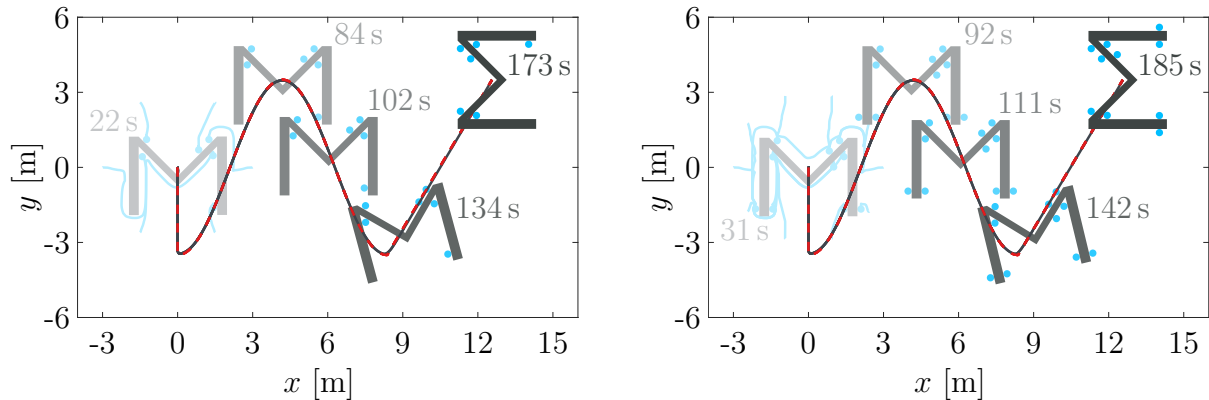 6
3
0
-3
-6
y [m]
-3 0 3 6 9 12 15
x [m]
22 s
84 s
102 s
134 s
173 s
6
3
0
-3
-6
y [m]
-3 0 3 6 9 12 15
x [m]
31 s
92 s
111 s
142 s
185 s